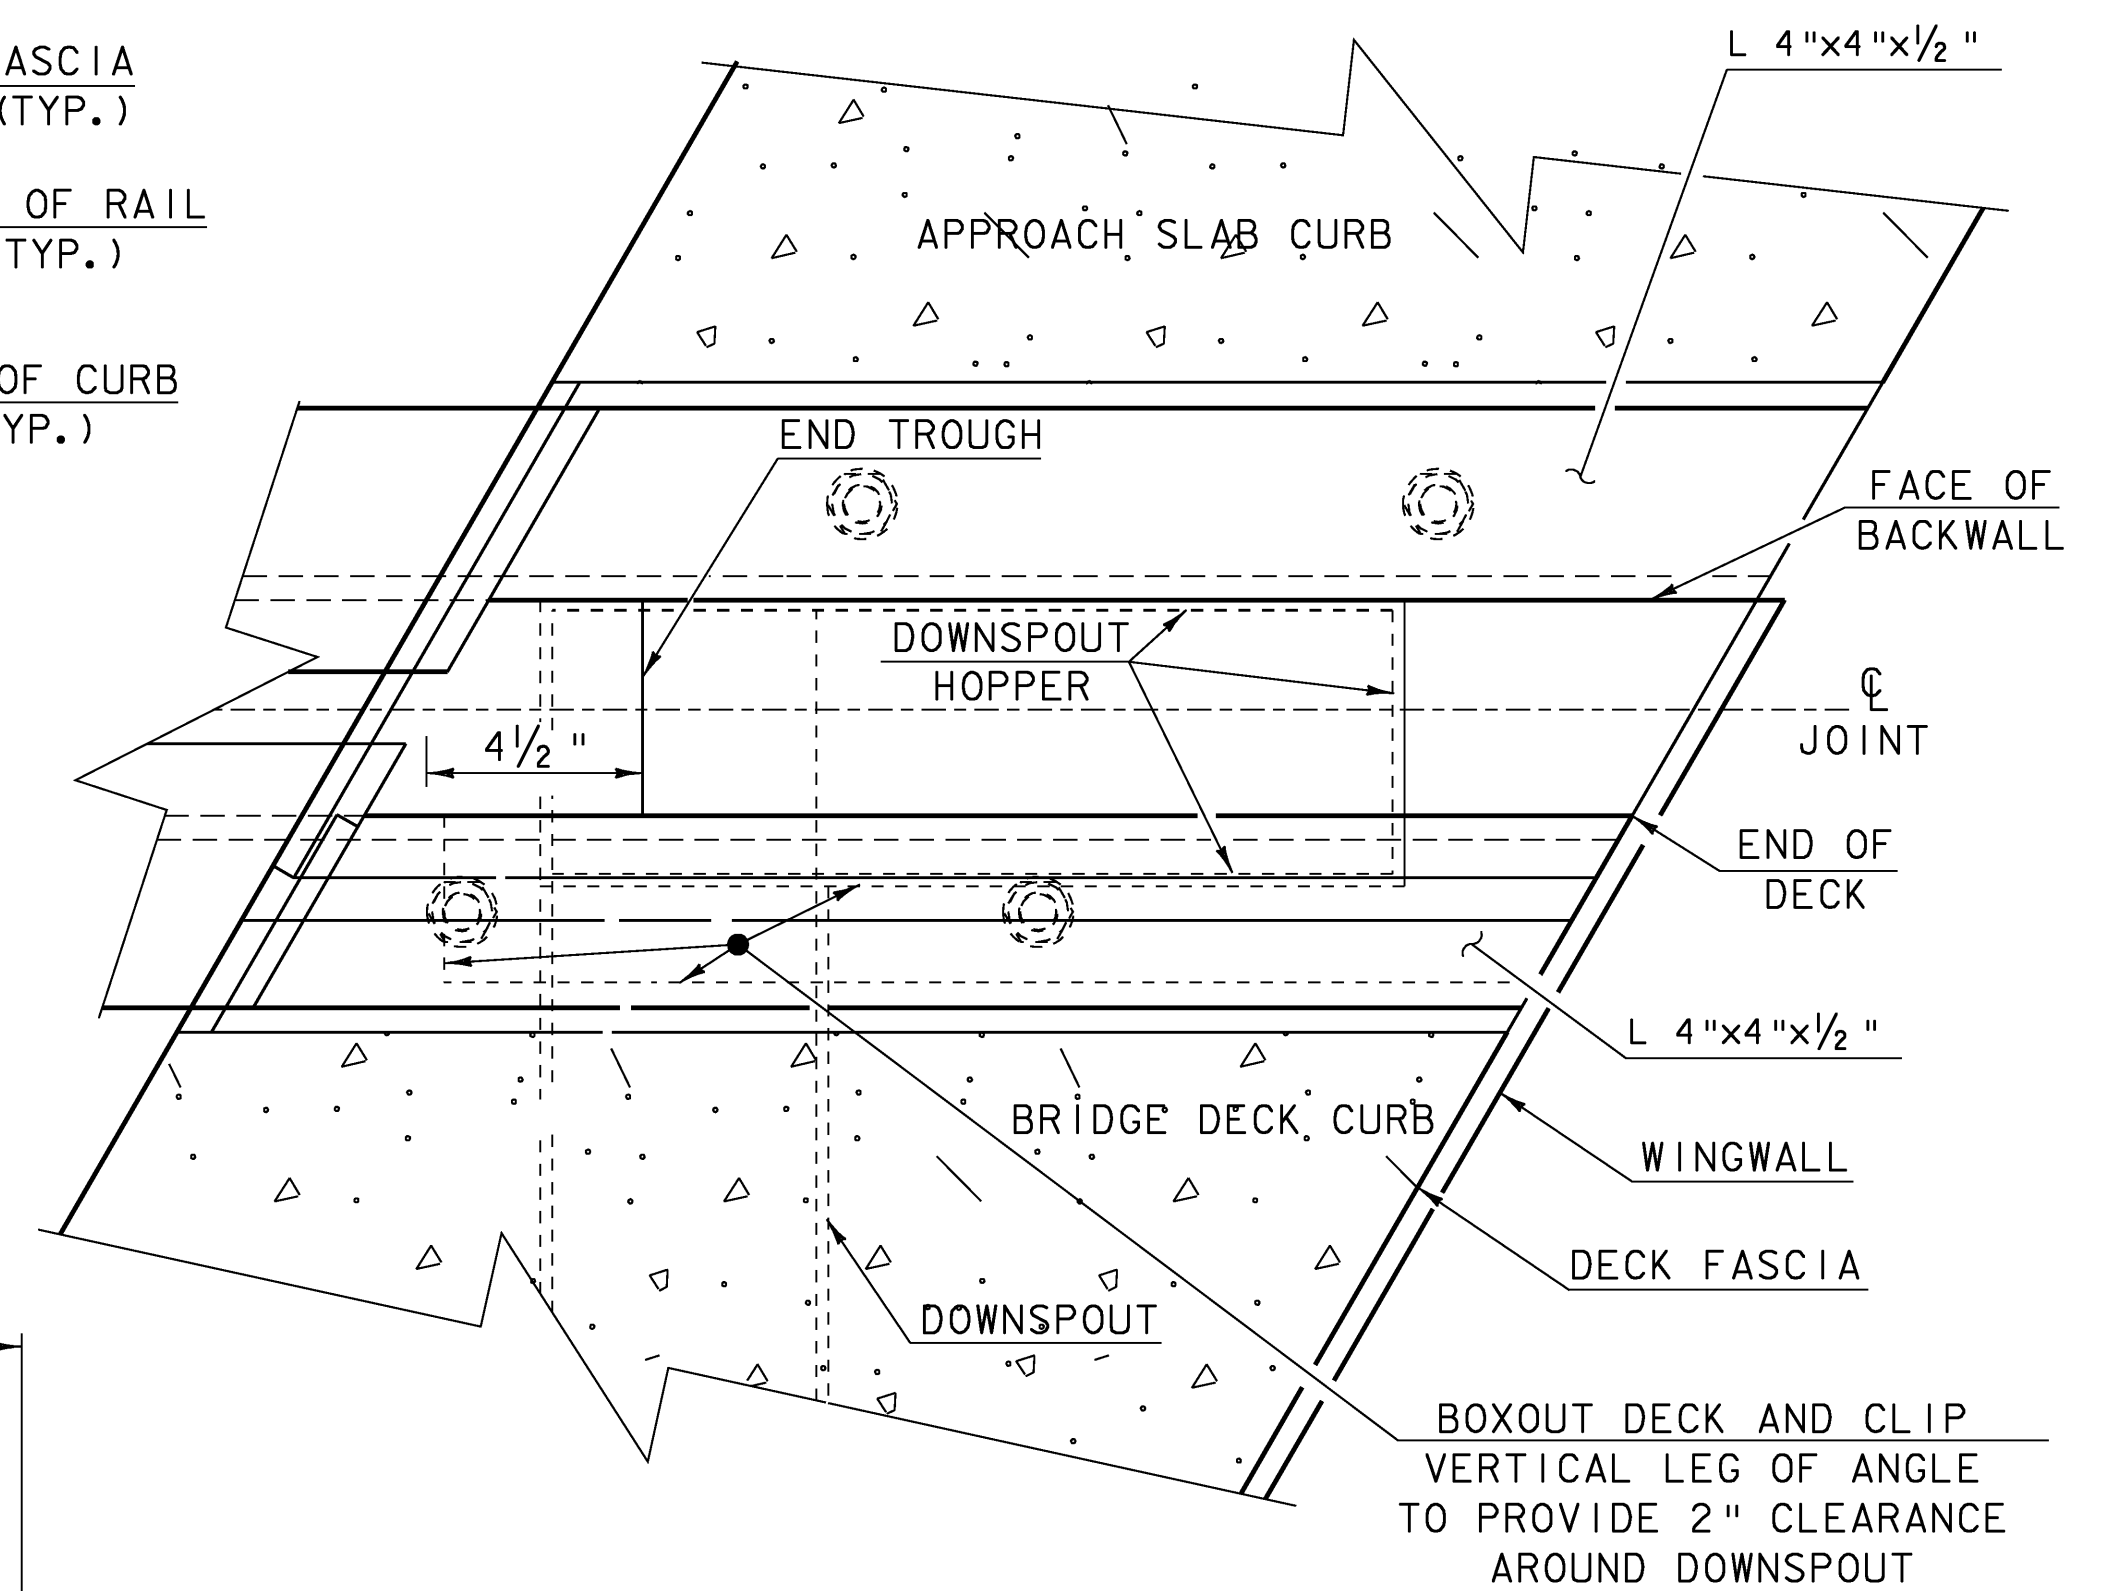 ASCIA
(TYP.)
OF RAIL
TYP.)
OF CURB
YP.)
L 4"x4"x½"
APPROACH SLAB CURB
END TROUGH
FACE OF
BACKWALL
DOWNSPOUT
HOPPER
℄
JOINT
4½"
END OF
DECK
L 4"x4"x½"
BRIDGE DECK CURB
WINGWALL
DECK FASCIA
DOWNSPOUT
BOXOUT DECK AND CLIP
VERTICAL LEG OF ANGLE
TO PROVIDE 2" CLEARANCE
AROUND DOWNSPOUT